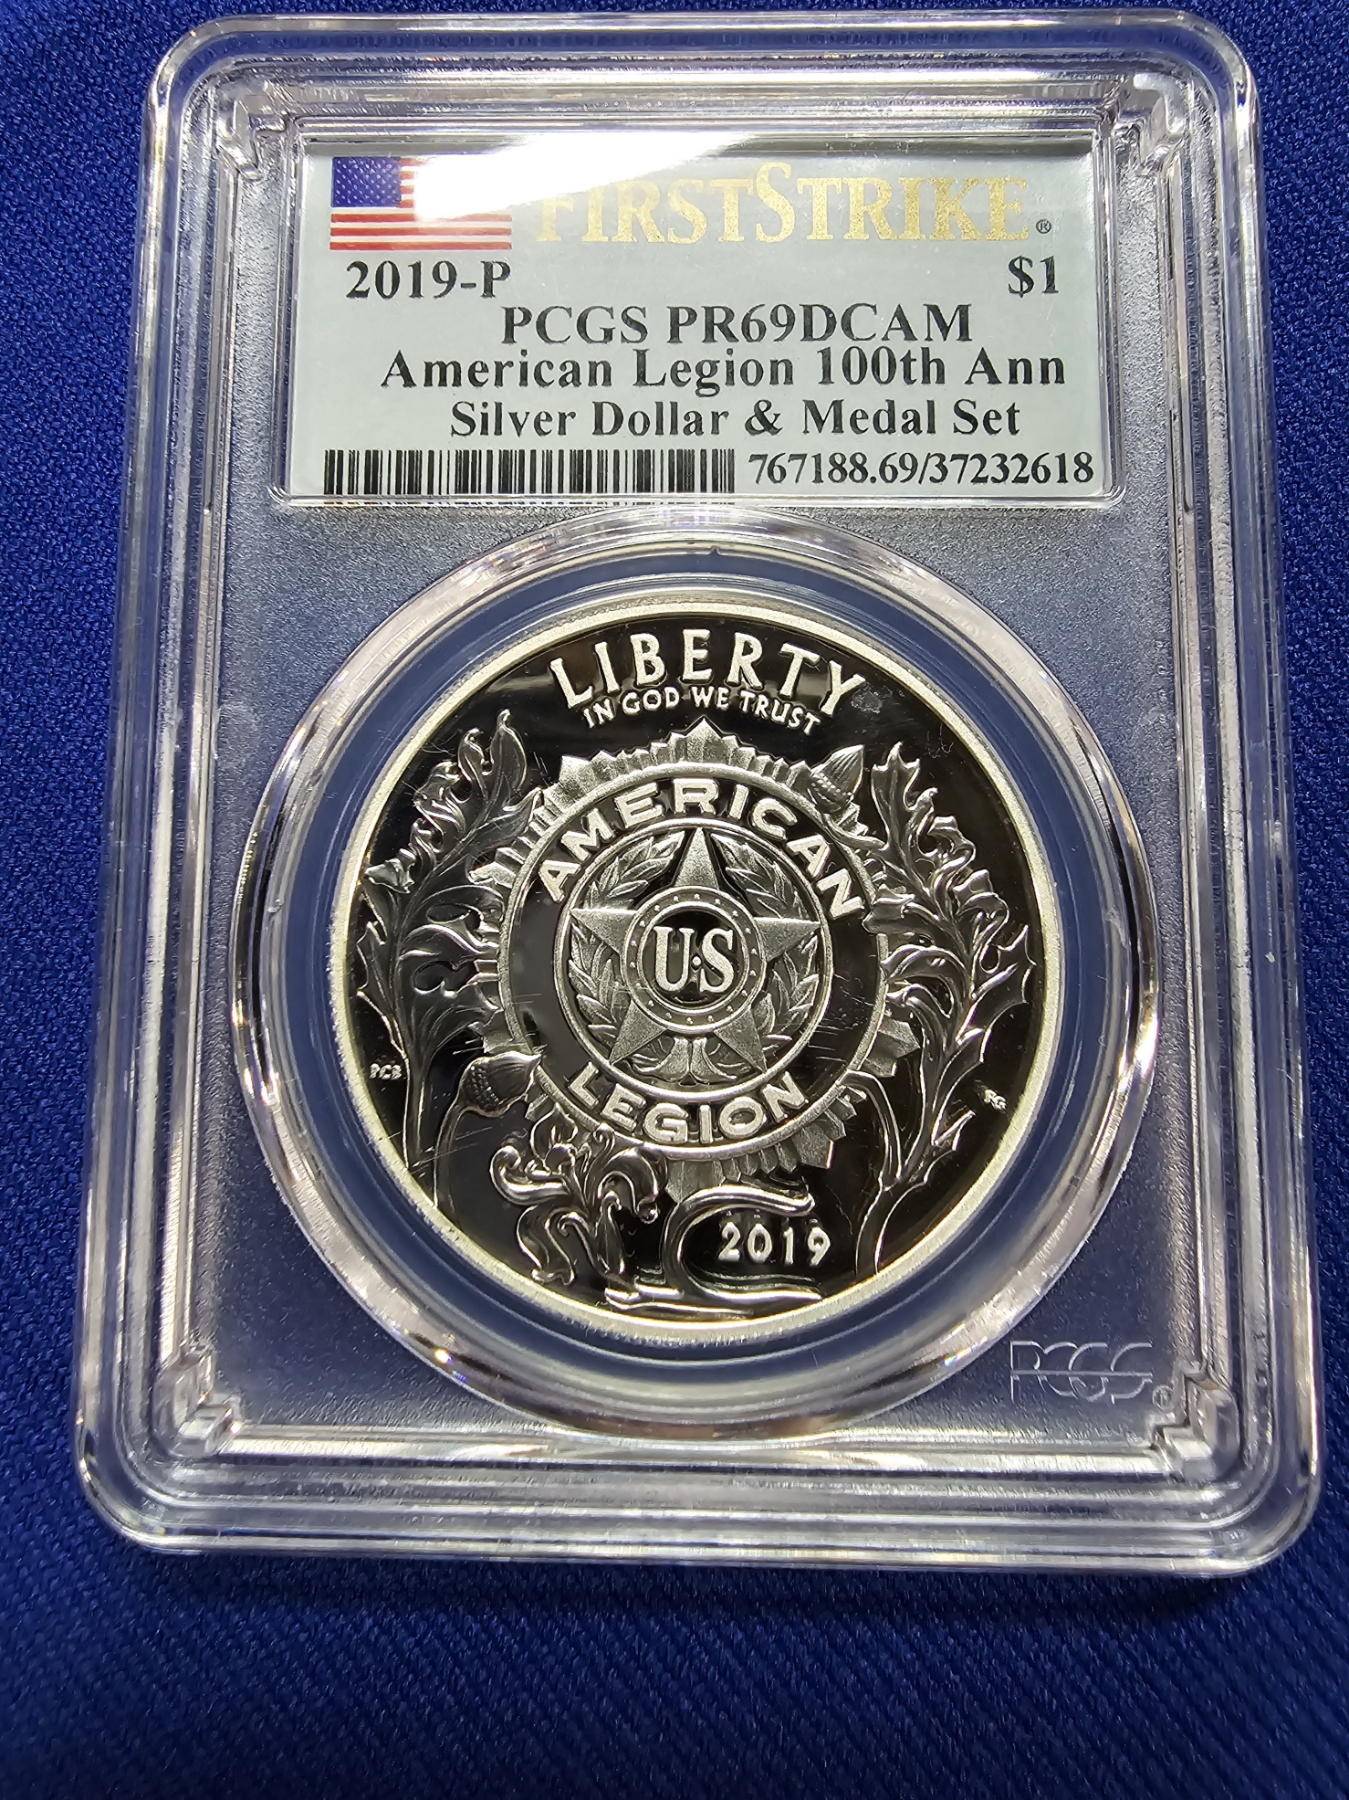 FIRSTSTRIKE®
2019-P $1
PCGS PR69DCAM
American Legion 100th Ann
Silver Dollar & Medal Set
767188.69/37232618
LIBERTY
IN GOD WE TRUST
AMERICAN
U·S
LEGION
PCB
RG
2019
PCGS®